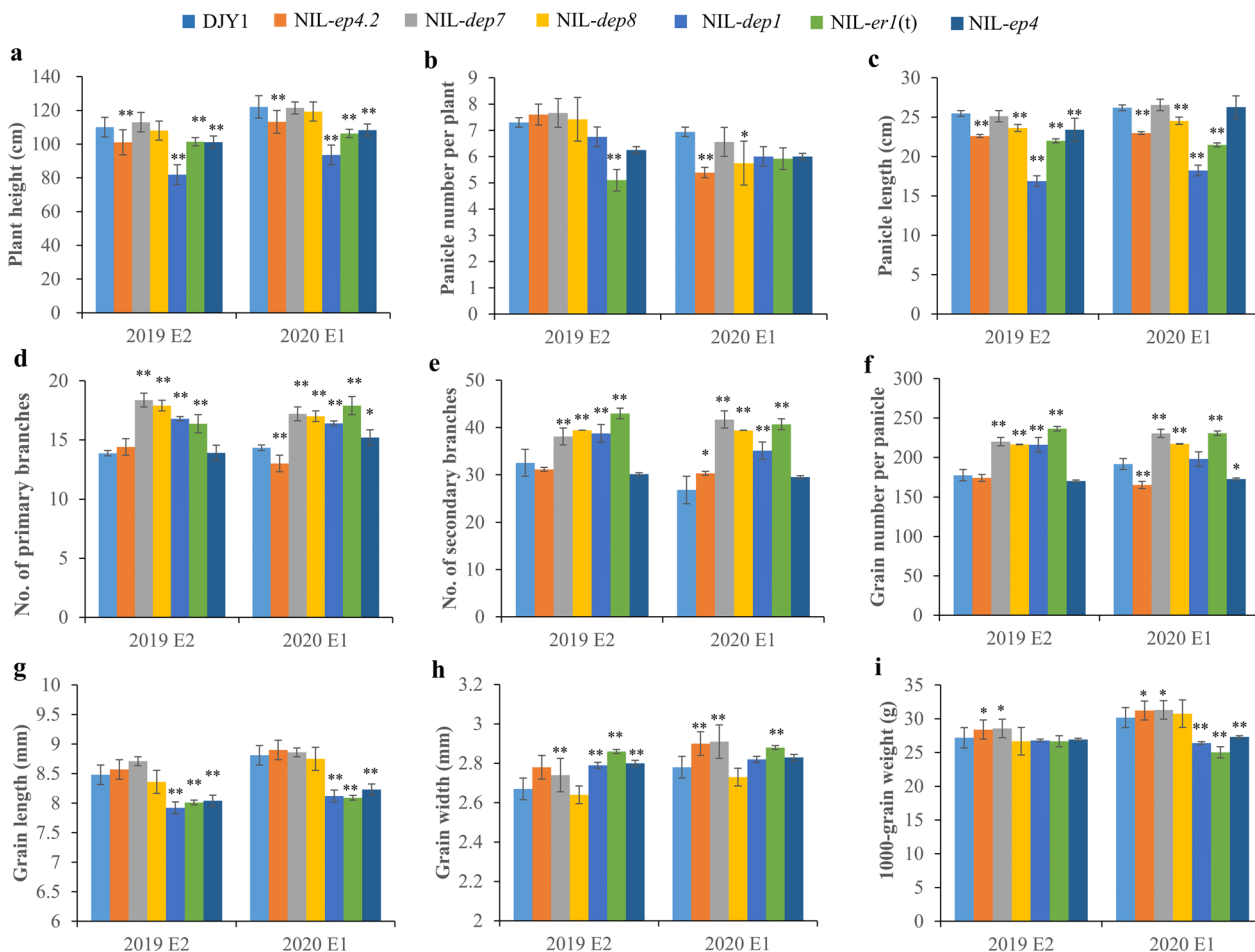 DJY1 NIL-ep4.2 NIL-dep7 NIL-dep8 NIL-dep1 NIL-er1(t) NIL-ep4
a
Plant height (cm)
140
120
100
80
60
40
20
0
** ** ** **
** ** ** **
2019 E2 2020 E1
b
Panicle number per plant
9
8
7
6
5
4
3
2
1
0
**
** *
2019 E2 2020 E1
c
Panicle length (cm)
30
25
20
15
10
5
0
** ** ** ** **
** ** ** **
2019 E2 2020 E1
d
No. of primary branches
20
15
10
5
0
** ** ** **
** ** ** ** ** *
2019 E2 2020 E1
e
No. of secondary branches
50
40
30
20
10
0
** ** ** **
* ** ** ** **
2019 E2 2020 E1
f
Grain number per panicle
300
250
200
150
100
50
0
** ** ** **
** ** ** ** *
2019 E2 2020 E1
g
Grain length (mm)
10
9.5
9
8.5
8
7.5
7
6.5
6
** ** **
** ** **
2019 E2 2020 E1
h
Grain width (mm)
3.2
3
2.8
2.6
2.4
2.2
2
** ** ** **
** ** **
2019 E2 2020 E1
i
1000-grain weight (g)
35
30
25
20
15
10
5
0
* *
* * ** ** **
2019 E2 2020 E1